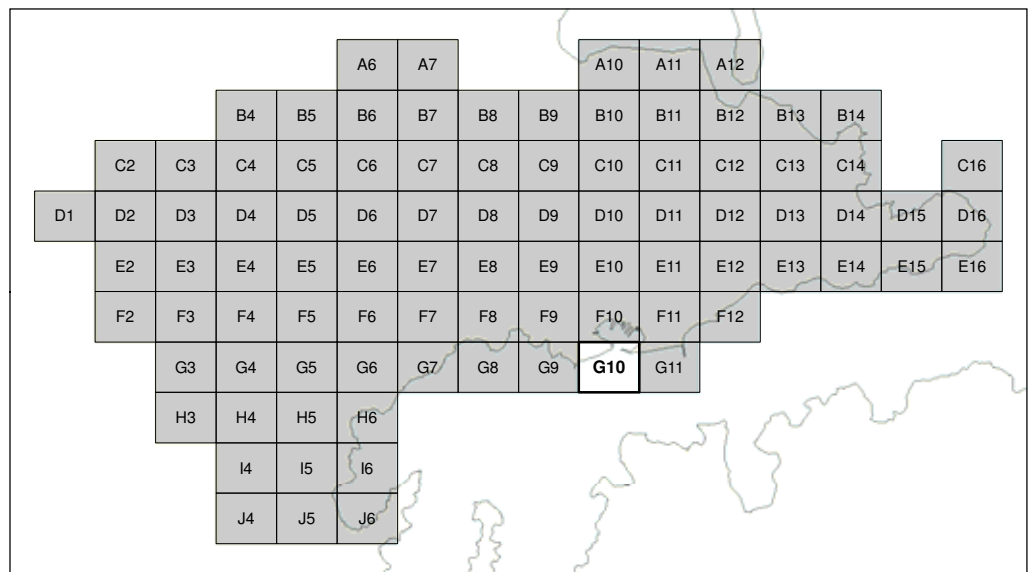 A6 A7 A10 A11 A12
B4 B5 B6 B7 B8 B9 B10 B11 B12 B13 B14
C2 C3 C4 C5 C6 C7 C8 C9 C10 C11 C12 C13 C14 C16
D1 D2 D3 D4 D5 D6 D7 D8 D9 D10 D11 D12 D13 D14 D15 D16
E2 E3 E4 E5 E6 E7 E8 E9 E10 E11 E12 E13 E14 E15 E16
F2 F3 F4 F5 F6 F7 F8 F9 F10 F11 F12
G3 G4 G5 G6 G7 G8 G9 G10 G11
H3 H4 H5 H6
I4 I5 I6
J4 J5 J6